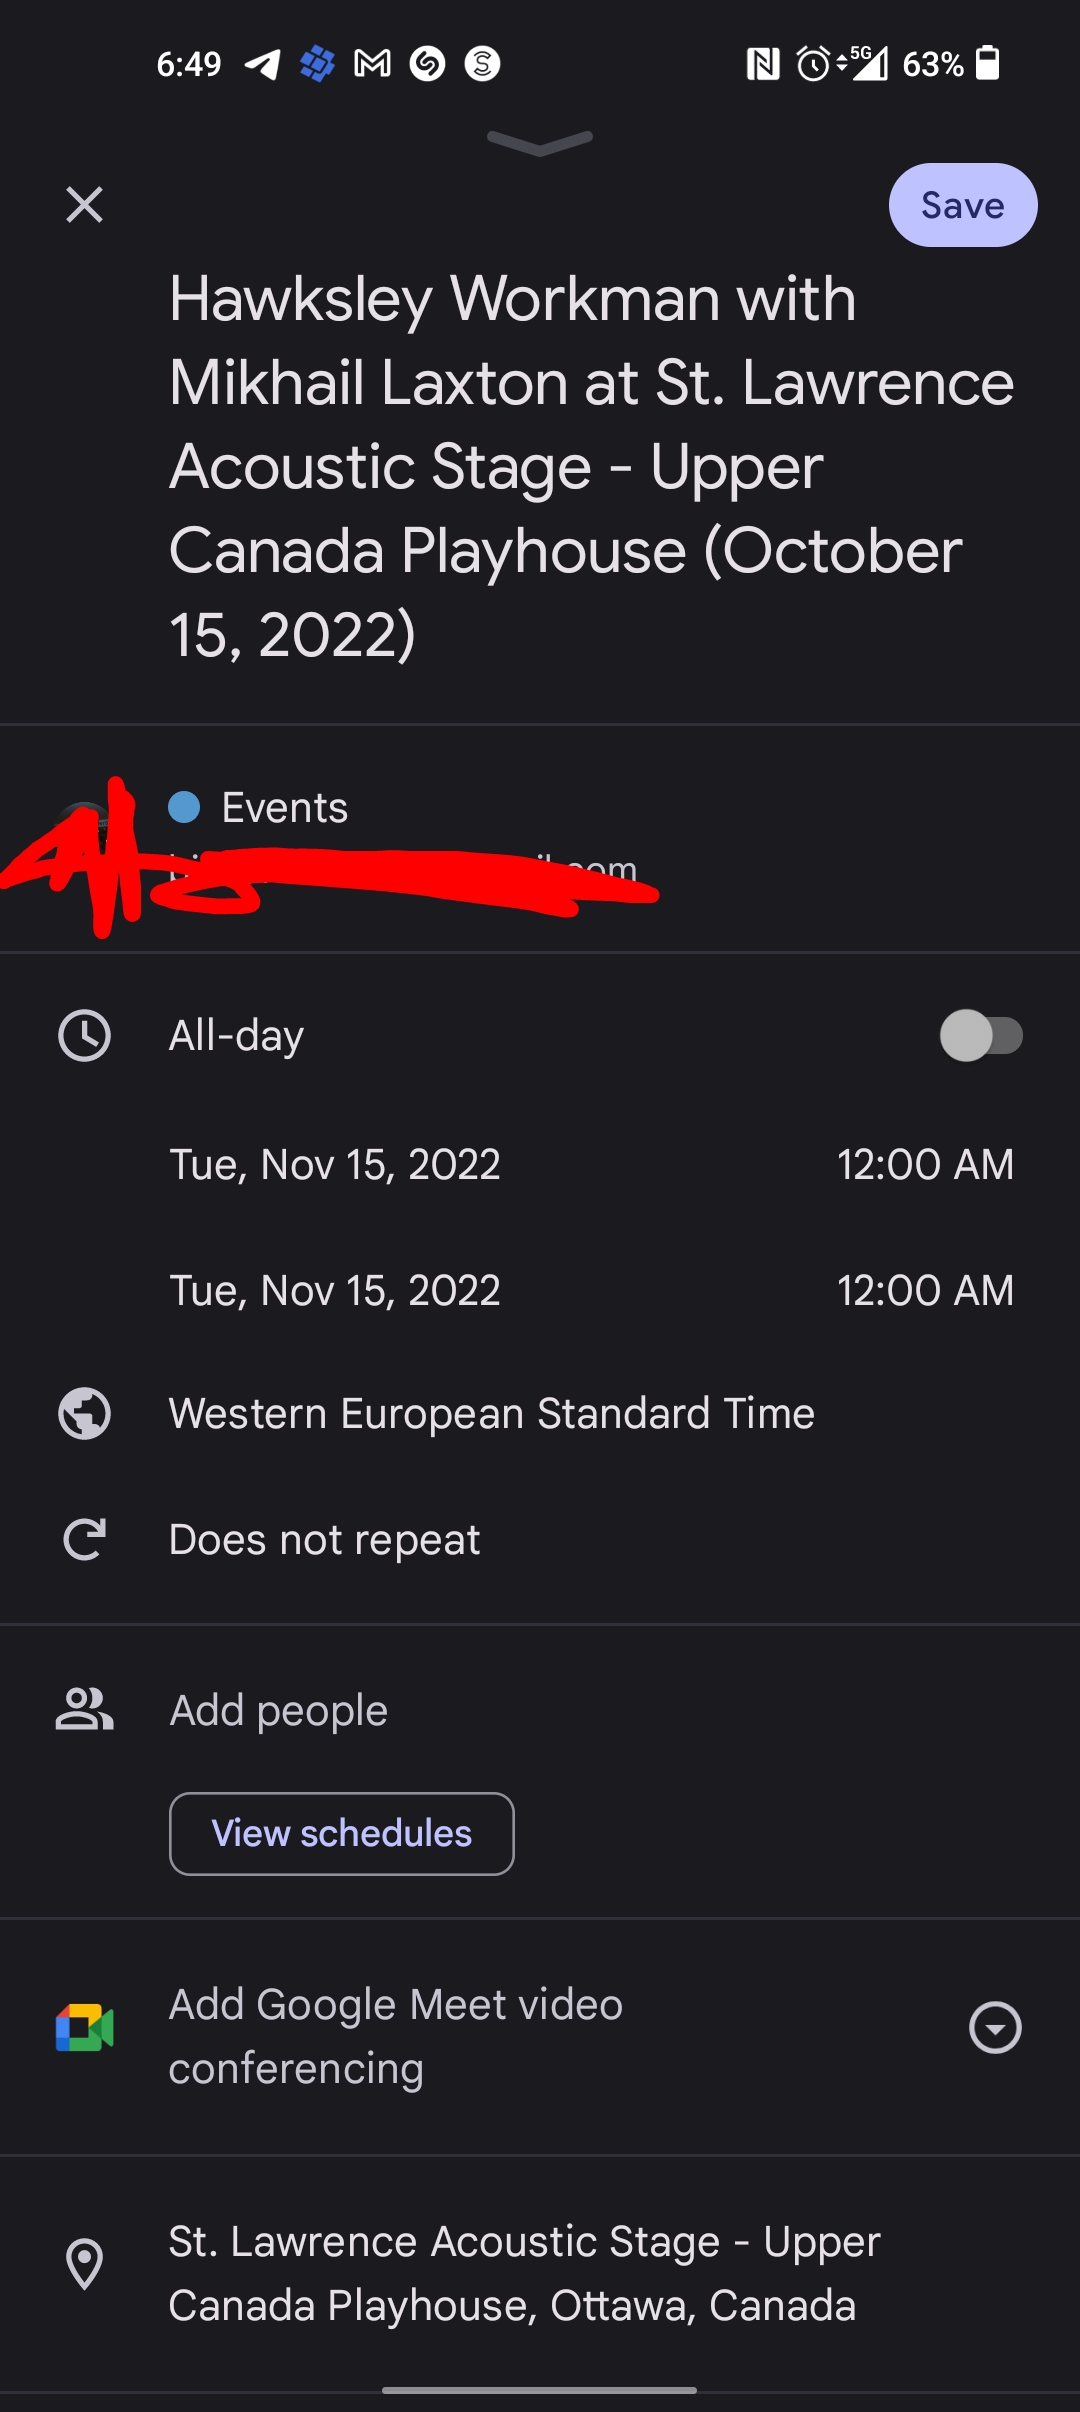 6:49
5G
63%
Save
Hawksley Workman with
Mikhail Laxton at St. Lawrence
Acoustic Stage - Upper
Canada Playhouse (October
15, 2022)
Events
All-day
Tue, Nov 15, 2022 12:00 AM
Tue, Nov 15, 2022 12:00 AM
Western European Standard Time
Does not repeat
Add people
View schedules
Add Google Meet video
conferencing
St. Lawrence Acoustic Stage - Upper
Canada Playhouse, Ottawa, Canada